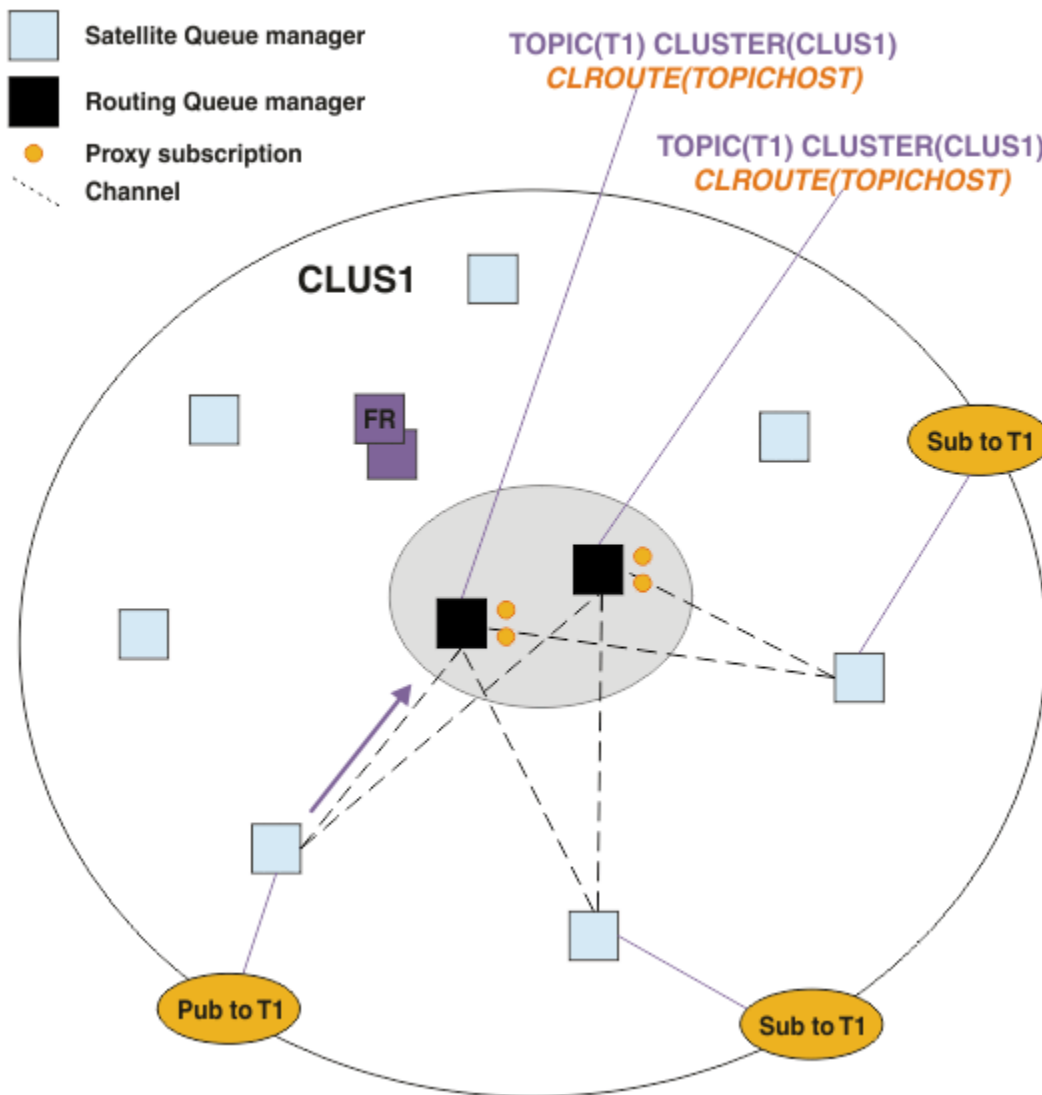 Satellite Queue manager
Routing Queue manager
Proxy subscription
Channel
TOPIC(T1) CLUSTER(CLUS1)
CLROUTE(TOPICHOST)
TOPIC(T1) CLUSTER(CLUS1)
CLROUTE(TOPICHOST)
CLUS1
FR
Sub to T1
Pub to T1
Sub to T1